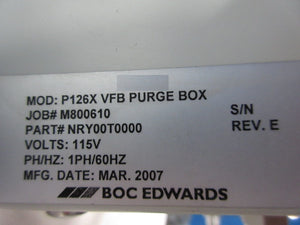 MOD: P126X VFB PURGE BOX
JOB# M800610 S/N
PART# NRY00T0000 REV. E
VOLTS: 115V
PH/HZ: 1PH/60HZ
MFG. DATE: MAR. 2007
BOC EDWARDS